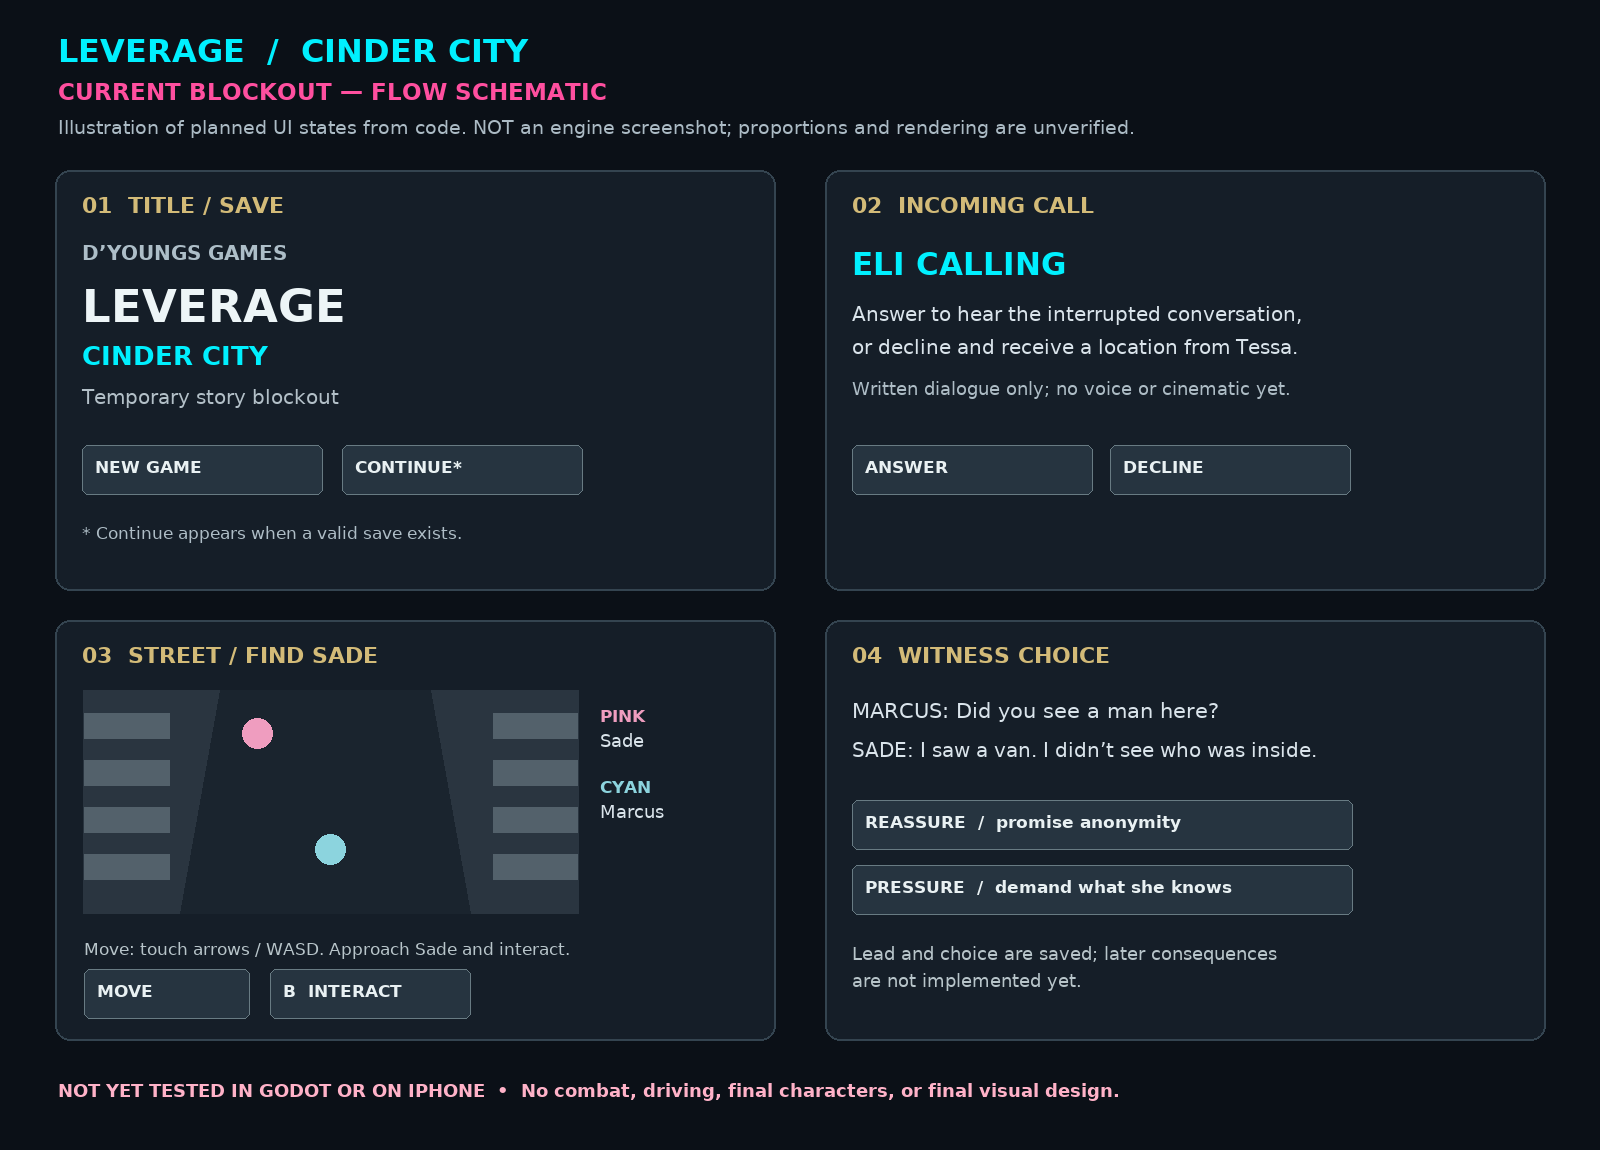 LEVERAGE / CINDER CITY
CURRENT BLOCKOUT — FLOW SCHEMATIC
Illustration of planned UI states from code. NOT an engine screenshot; proportions and rendering are unverified.
01 TITLE / SAVE
D’YOUNGS GAMES
LEVERAGE
CINDER CITY
Temporary story blockout
NEW GAME
CONTINUE*
* Continue appears when a valid save exists.
02 INCOMING CALL
ELI CALLING
Answer to hear the interrupted conversation,
or decline and receive a location from Tessa.
Written dialogue only; no voice or cinematic yet.
ANSWER
DECLINE
03 STREET / FIND SADE
PINK
Sade
CYAN
Marcus
Move: touch arrows / WASD. Approach Sade and interact.
MOVE
B INTERACT
04 WITNESS CHOICE
MARCUS: Did you see a man here?
SADE: I saw a van. I didn’t see who was inside.
REASSURE / promise anonymity
PRESSURE / demand what she knows
Lead and choice are saved; later consequences
are not implemented yet.
NOT YET TESTED IN GODOT OR ON IPHONE • No combat, driving, final characters, or final visual design.